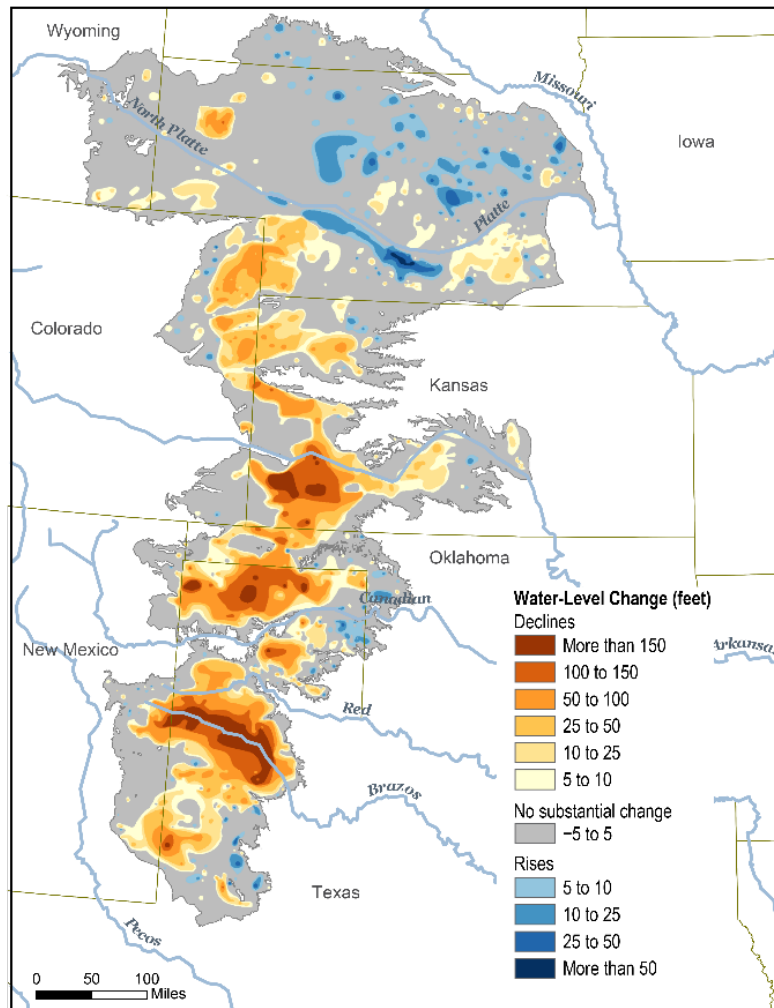 Wyoming
Missouri
North Platte
Iowa
Platte
Colorado
Kansas
Oklahoma
Canadian
New Mexico
Red
Brazos
Texas
Pecos
0 50 100
Miles
Water-Level Change (feet)
Declines
More than 150
100 to 150
50 to 100
25 to 50
10 to 25
5 to 10
No substantial change
−5 to 5
Rises
5 to 10
10 to 25
25 to 50
More than 50
Arkansas